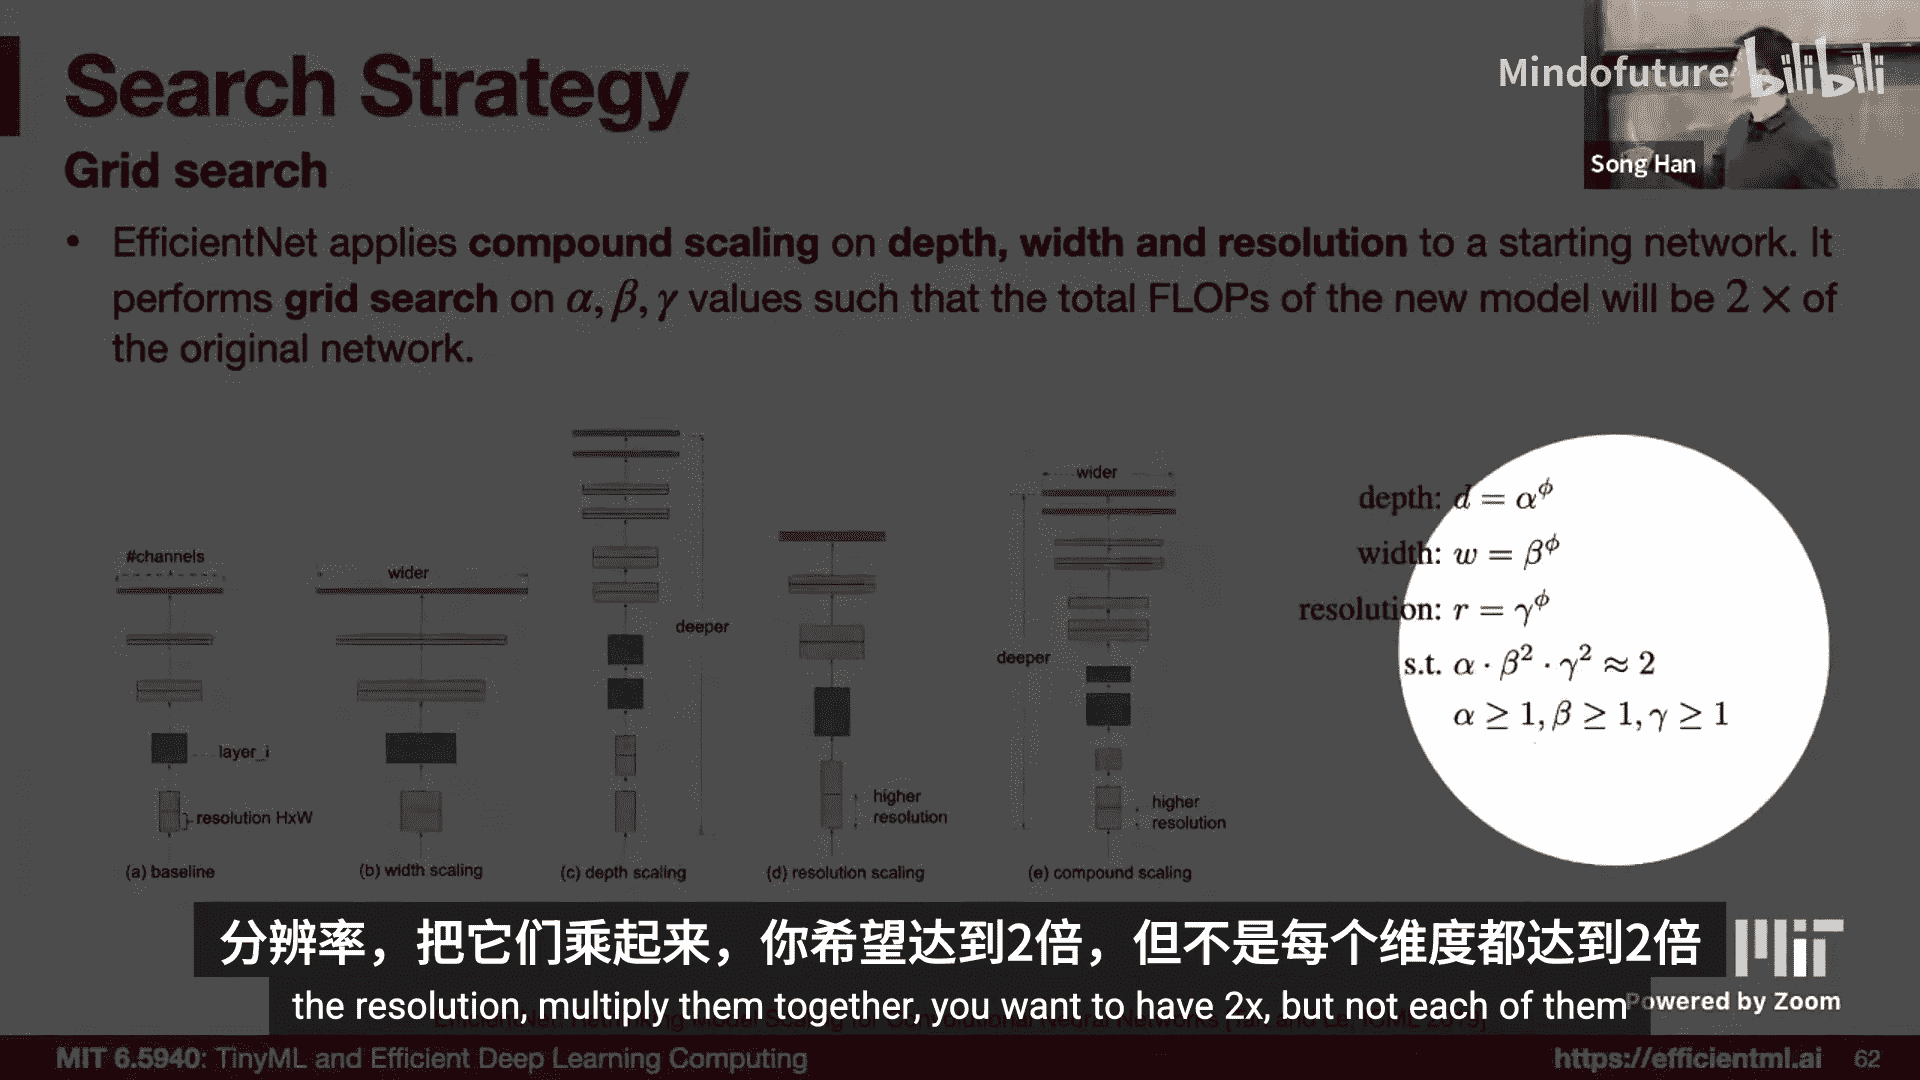 Search Strategy
Mindofuture bilibili
Song Han
Grid search
• EfficientNet applies compound scaling on depth, width and resolution to a starting network. It
performs grid search on α, β, γ values such that the total FLOPs of the new model will be 2 × of
the original network.
#channels
layer_i
resolution HxW
(a) baseline
wider
(b) width scaling
deeper
(c) depth scaling
higher
resolution
(d) resolution scaling
wider
deeper
higher
resolution
(e) compound scaling
depth: d = α^ϕ
width: w = β^ϕ
resolution: r = γ^ϕ
s.t. α · β² · γ² ≈ 2
α ≥ 1, β ≥ 1, γ ≥ 1
分辨率，把它们乘起来，你希望达到2倍，但不是每个维度都达到2倍
the resolution, multiply them together, you want to have 2x, but not each of them
MIT
Powered by Zoom
MIT 6.5940: TinyML and Efficient Deep Learning Computing
https://efficientml.ai
62